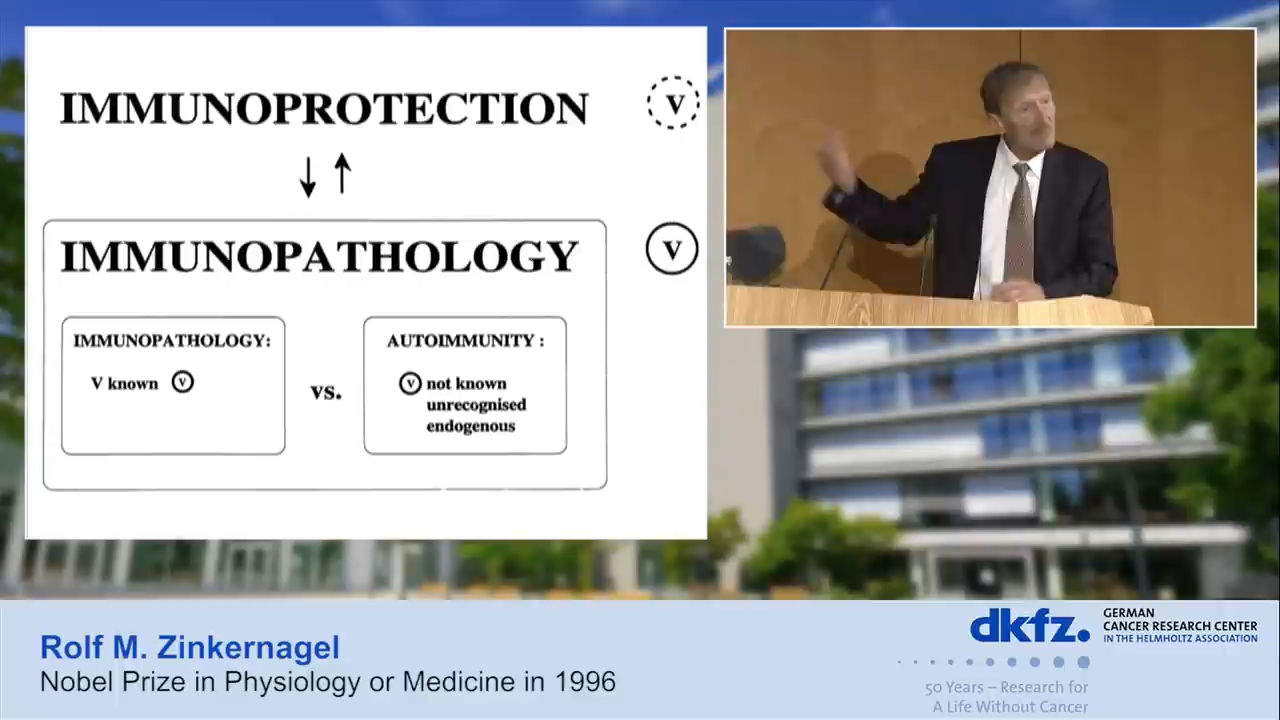 IMMUNOPROTECTION
V
IMMUNOPATHOLOGY
V
IMMUNOPATHOLOGY:
V known V
vs.
AUTOIMMUNITY :
V not known
unrecognised
endogenous
Rolf M. Zinkernagel
Nobel Prize in Physiology or Medicine in 1996
dkfz.
GERMAN
CANCER RESEARCH CENTER
IN THE HELMHOLTZ ASSOCIATION
50 Years – Research for
A Life Without Cancer